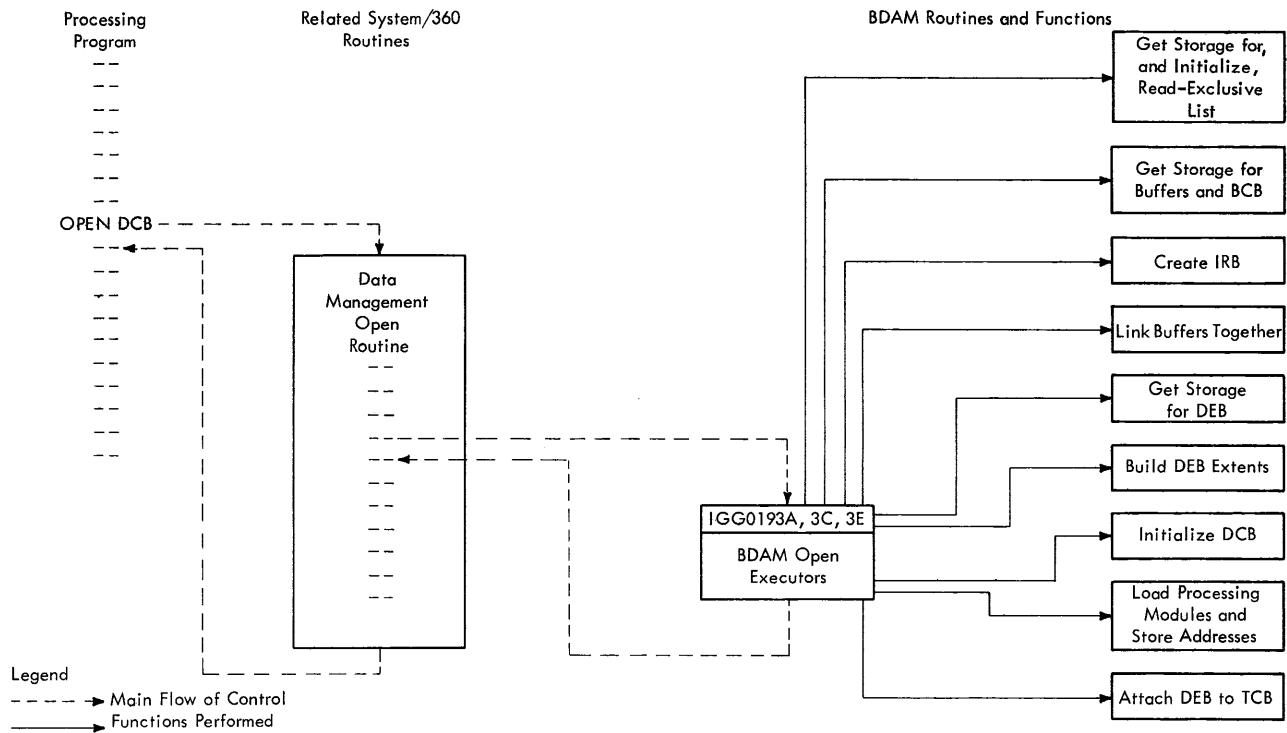 Processing
Program
Related System/360
Routines
BDAM Routines and Functions
OPEN DCB
Data
Management
Open
Routine
IGG0193A, 3C, 3E
BDAM Open
Executors
Get Storage for,
and Initialize,
Read-Exclusive
List
Get Storage for
Buffers and BCB
Create IRB
Link Buffers Together
Get Storage
for DEB
Build DEB Extents
Initialize DCB
Load Processing
Modules and
Store Addresses
Attach DEB to TCB
Legend
Main Flow of Control
Functions Performed